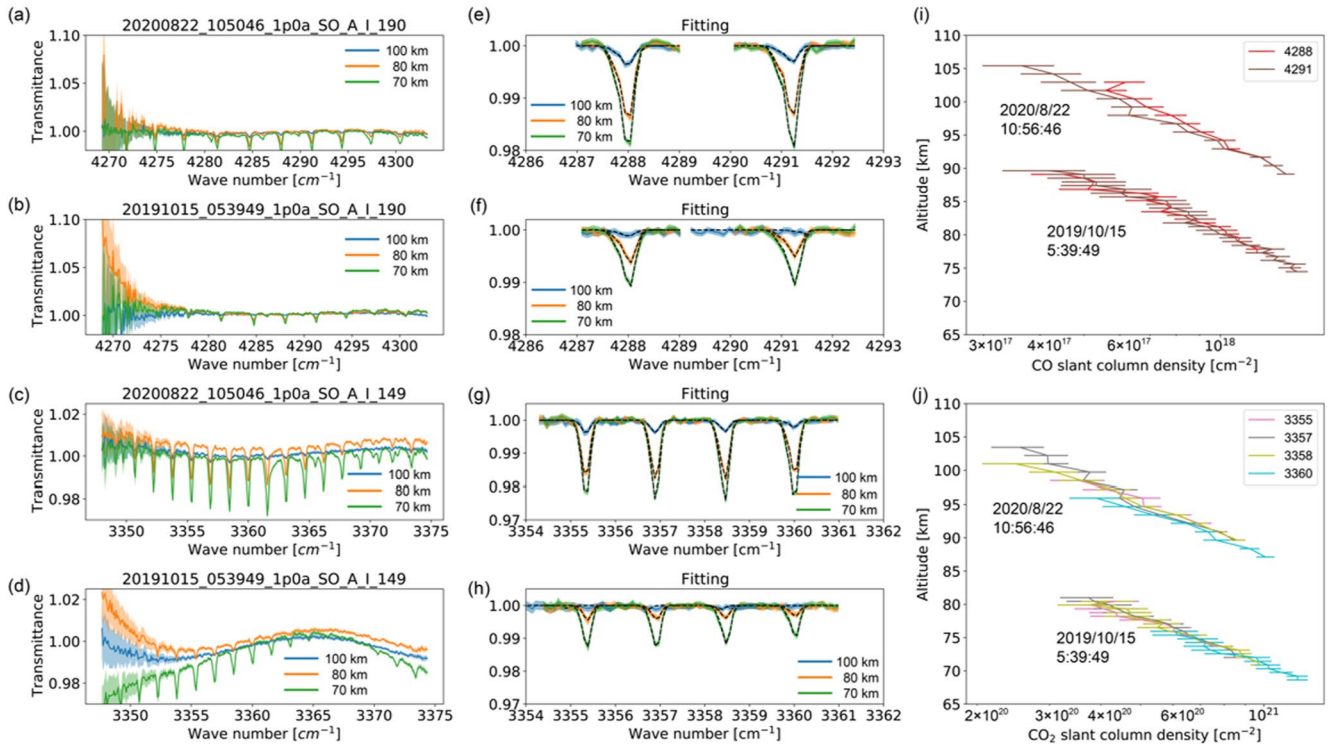 (a)
20200822_105046_1p0a_SO_A_I_190
Transmittance
1.10
1.05
1.00
100 km
80 km
70 km
4270 4275 4280 4285 4290 4295 4300
Wave number [cm⁻¹]
(b)
20191015_053949_1p0a_SO_A_I_190
Transmittance
1.10
1.05
1.00
100 km
80 km
70 km
4270 4275 4280 4285 4290 4295 4300
Wave number [cm⁻¹]
(c)
20200822_105046_1p0a_SO_A_I_149
Transmittance
1.02
1.00
0.98
100 km
80 km
70 km
3350 3355 3360 3365 3370 3375
Wave number [cm⁻¹]
(d)
20191015_053949_1p0a_SO_A_I_149
Transmittance
1.02
1.00
0.98
100 km
80 km
70 km
3350 3355 3360 3365 3370 3375
Wave number [cm⁻¹]
(e)
Fitting
1.00
0.99
0.98
100 km
80 km
70 km
4286 4287 4288 4289 4290 4291 4292 4293
Wave number [cm⁻¹]
(f)
Fitting
1.00
0.99
0.98
100 km
80 km
70 km
4286 4287 4288 4289 4290 4291 4292 4293
Wave number [cm⁻¹]
(g)
Fitting
1.00
0.99
0.98
0.97
100 km
80 km
70 km
3354 3355 3356 3357 3358 3359 3360 3361 3362
Wave number [cm⁻¹]
(h)
Fitting
1.00
0.99
0.98
0.97
100 km
80 km
70 km
3354 3355 3356 3357 3358 3359 3360 3361 3362
Wave number [cm⁻¹]
(i)
Altitude [km]
110
105
100
95
90
85
80
75
70
65
4288
4291
2020/8/22
10:56:46
2019/10/15
5:39:49
3×10¹⁷ 4×10¹⁷ 6×10¹⁷ 10¹⁸
CO slant column density [cm⁻²]
(j)
Altitude [km]
110
105
100
95
90
85
80
75
70
65
3355
3357
3358
3360
2020/8/22
10:56:46
2019/10/15
5:39:49
2×10²⁰ 3×10²⁰ 4×10²⁰ 6×10²⁰ 10²¹
CO₂ slant column density [cm⁻²]